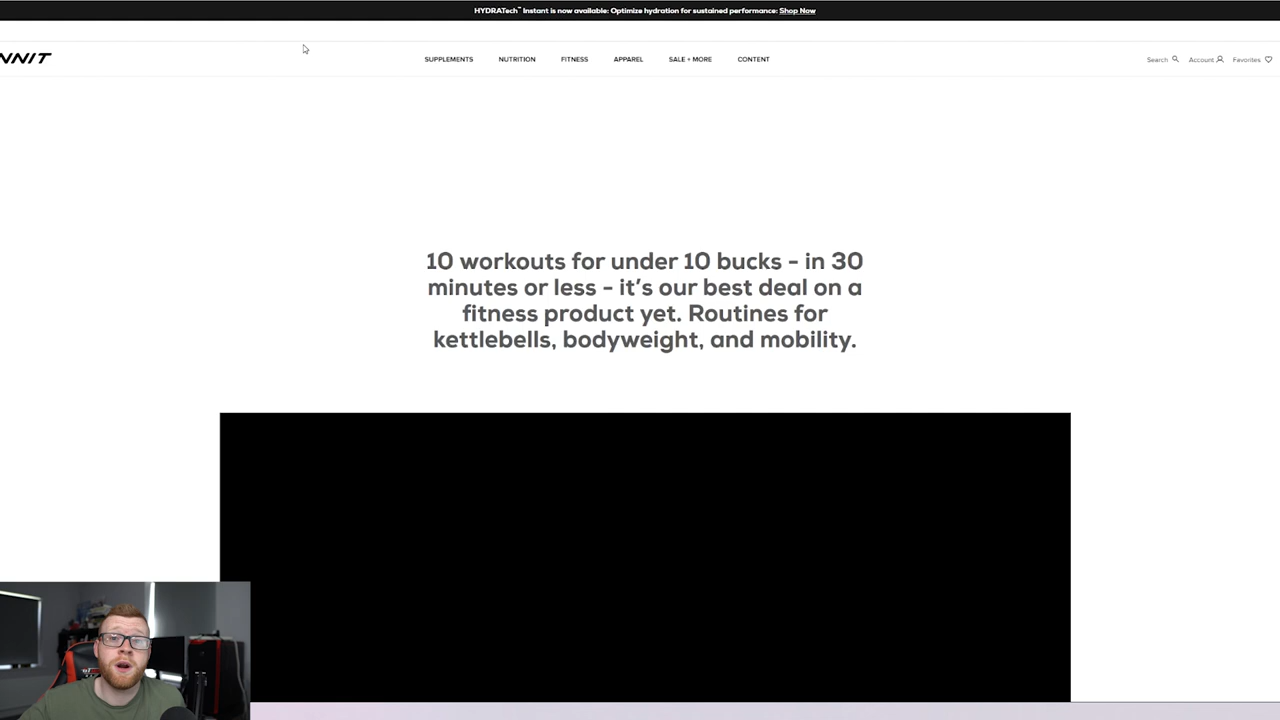 HYDRATech™ Instant is now available: Optimize hydration for sustained performance: Shop Now
NNIT
SUPPLEMENTS NUTRITION FITNESS APPAREL SALE + MORE CONTENT
Search Account Favorites
10 workouts for under 10 bucks - in 30
minutes or less - it's our best deal on a
fitness product yet. Routines for
kettlebells, bodyweight, and mobility.